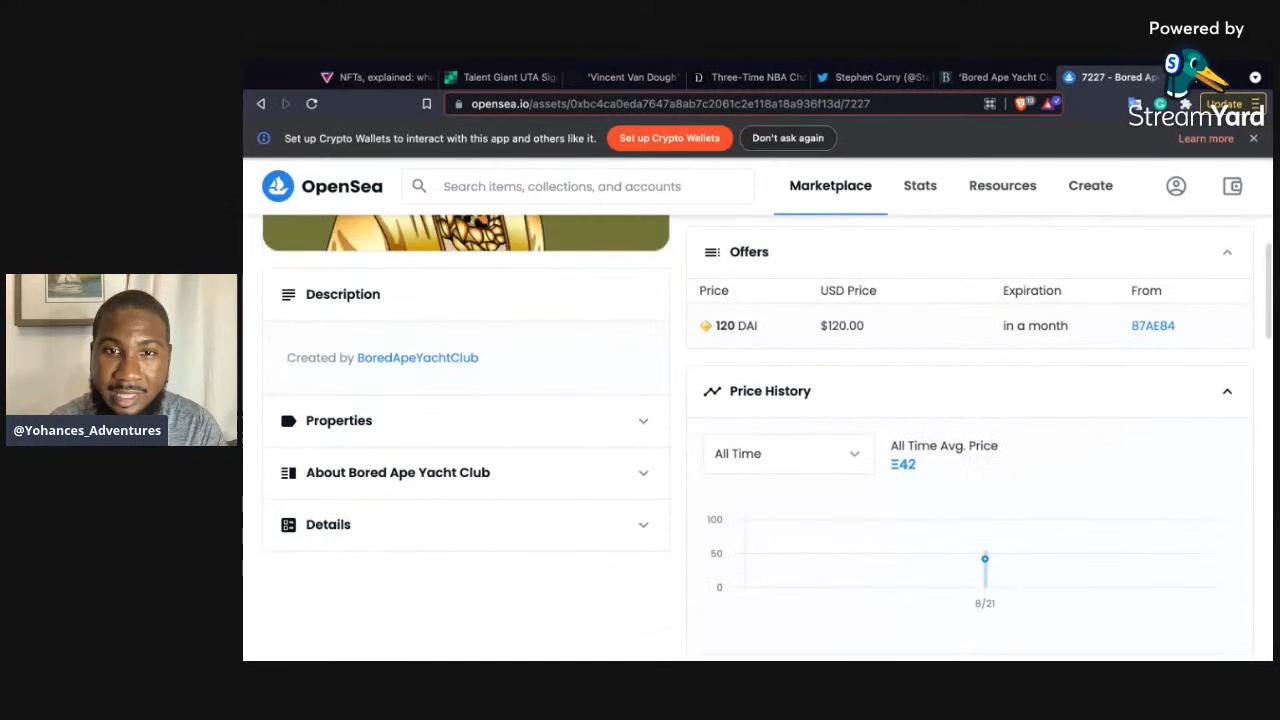 Powered by
StreamYard
NFTs, explained: wh
Talent Giant UTA Sig
'Vincent Van Dough'
Three-Time NBA Ch
Stephen Curry (@St
'Bored Ape Yacht Cl
7227 - Bored Ap
opensea.io/assets/0xbc4ca0eda7647a8ab7c2061c2e118a18a936f13d/7227
Update
Set up Crypto Wallets to interact with this app and others like it.
Set up Crypto Wallets
Don't ask again
Learn more
OpenSea
Search items, collections, and accounts
Marketplace
Stats
Resources
Create
Description
Created by BoredApeYachtClub
Properties
About Bored Ape Yacht Club
Details
Offers
Price USD Price Expiration From
120 DAI $120.00 in a month 87AE84
Price History
All Time
All Time Avg. Price
Ξ42
100
50
0
8/21
@Yohances_Adventures